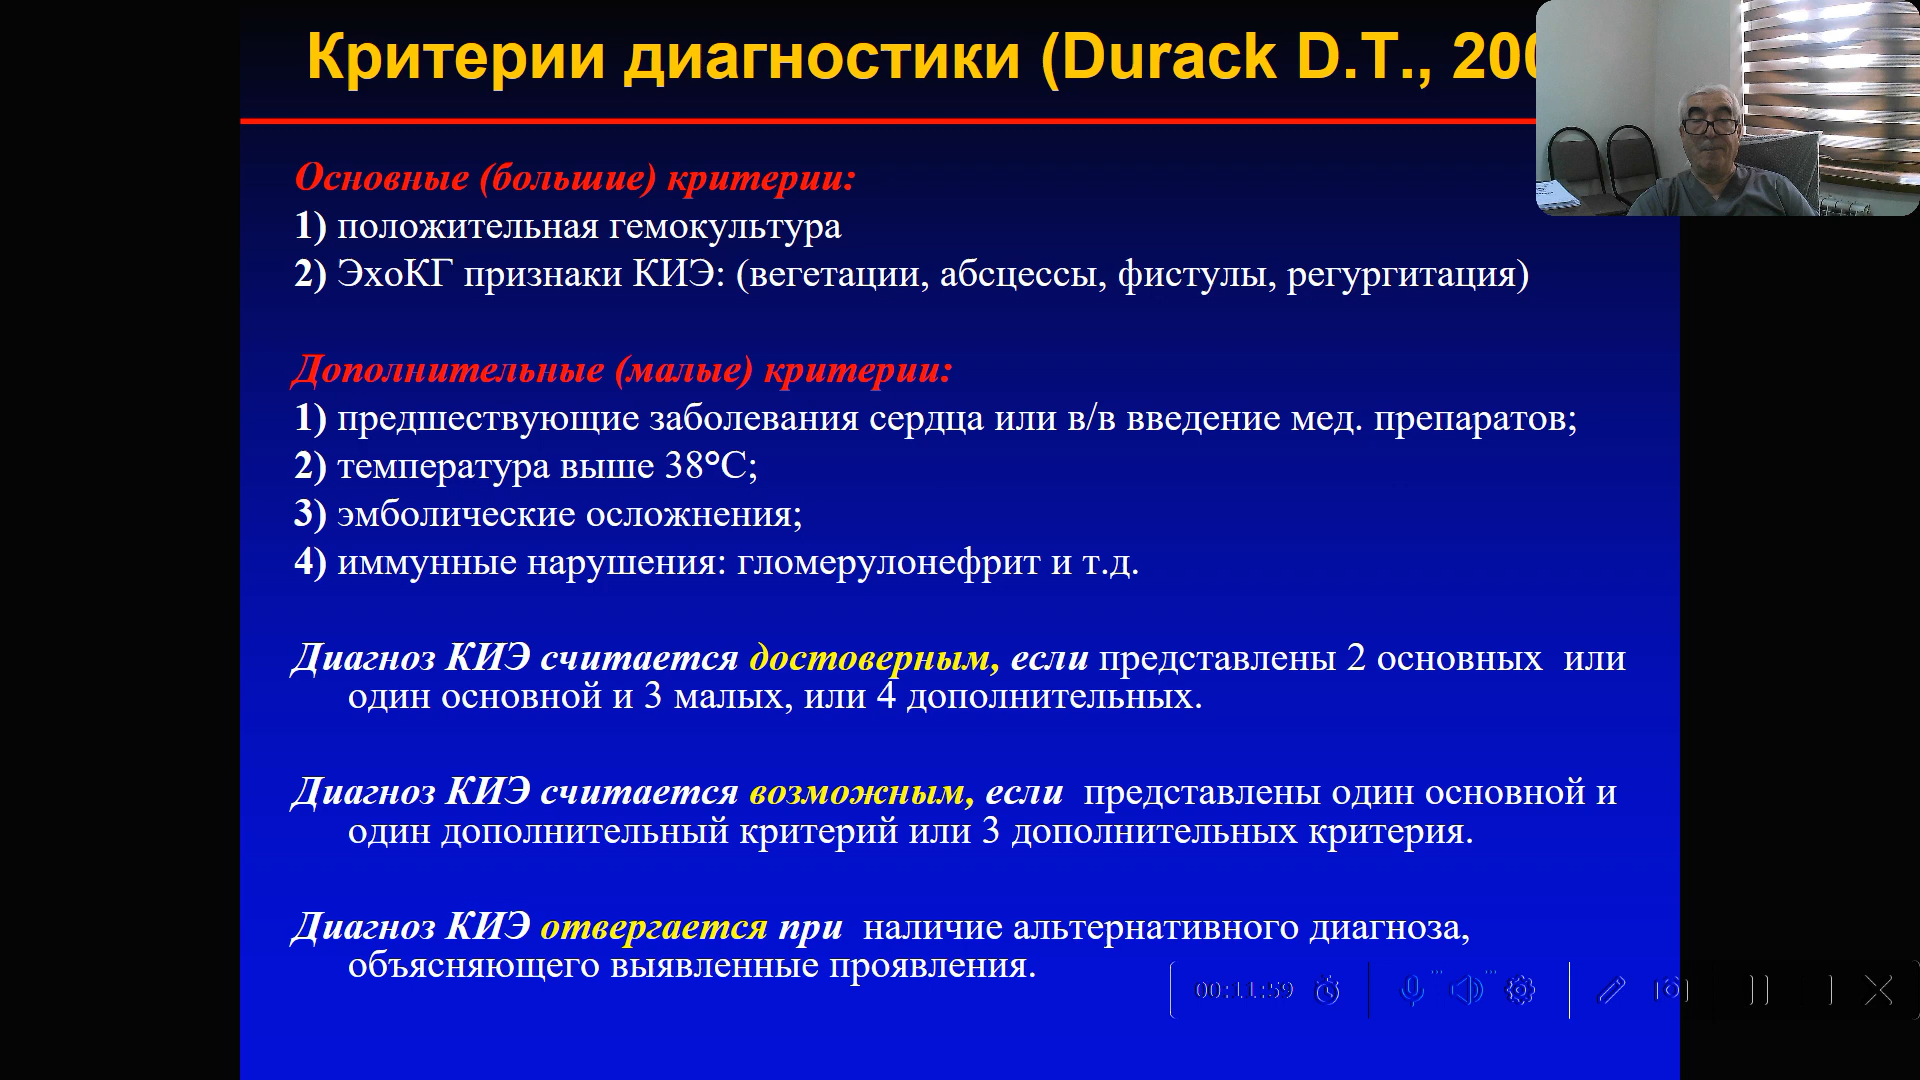 Критерии диагностики (Durack D.T., 200
Основные (большие) критерии:
1) положительная гемокультура
2) ЭхоКГ признаки КИЭ: (вегетации, абсцессы, фистулы, регургитация)
Дополнительные (малые) критерии:
1) предшествующие заболевания сердца или в/в введение мед. препаратов;
2) температура выше 38°С;
3) эмболические осложнения;
4) иммунные нарушения: гломерулонефрит и т.д.
Диагноз КИЭ считается достоверным, если представлены 2 основных или
один основной и 3 малых, или 4 дополнительных.
Диагноз КИЭ считается возможным, если представлены один основной и
один дополнительный критерий или 3 дополнительных критерия.
Диагноз КИЭ отвергается при наличие альтернативного диагноза,
объясняющего выявленные проявления.
00:11:59